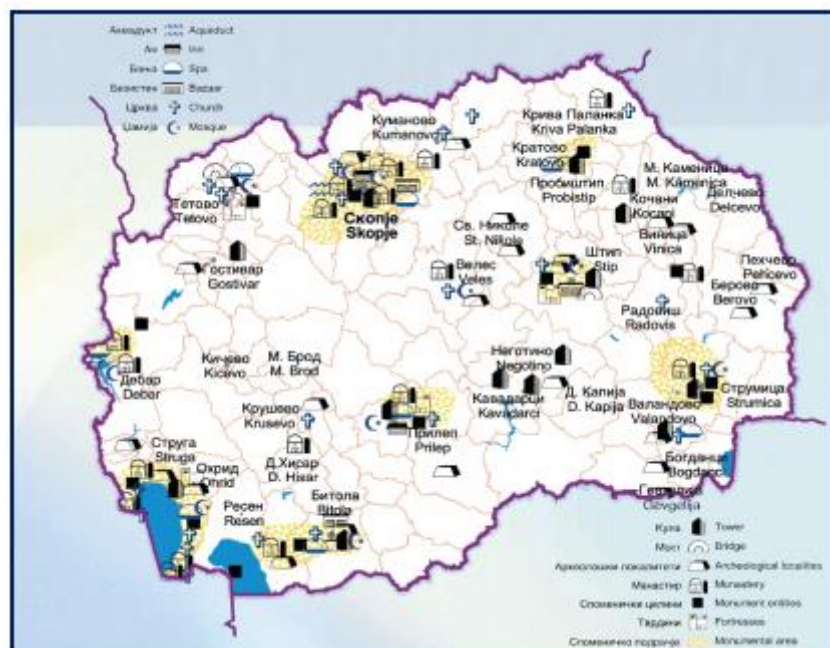 Аквадукт Aqueduct
Ан Inn
Бања Spa
Безистен Bazaar
Црква Church
Џамија Mosque
Куманово
Kumanovo
Крива Паланка
Kriva Palanka
Кратово
Kratovo
Пробиштип
Probistip
М. Каменица
M. Kamenica
Делчево
Delcevo
Кочани
Kocani
Виница
Vinica
Тетово
Tetovo
Скопје
Skopje
Св. Николе
St. Nikole
Штип
Stip
Пехчево
Pehcevo
Берово
Berovo
Гостивар
Gostivar
Велес
Veles
Радовиш
Radovis
Дебар
Debar
Кичево
Kicevo
М. Брод
M. Brod
Неготино
Negotino
Кавадарци
Kavadarci
Д. Капија
D. Kapija
Струмица
Strumica
Валандово
Valandovo
Крушево
Krusevo
Прилеп
Prilep
Струга
Struga
Охрид
Ohrid
Д.Хисар
D. Hisar
Ресен
Resen
Битола
Bitola
Богданци
Bogdanci
Гевгелија
Gevgelija
Кула Tower
Мост Bridge
Археолошки локалитети Archeological localities
Манастир Monastery
Споменички целини Monument entities
Тврдини Fortresses
Споменичко подрачје Monumental area